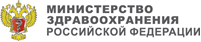 МИНИСТЕРСТВО
ЗДРАВООХРАНЕНИЯ
РОССИЙСКОЙ ФЕДЕРАЦИИ